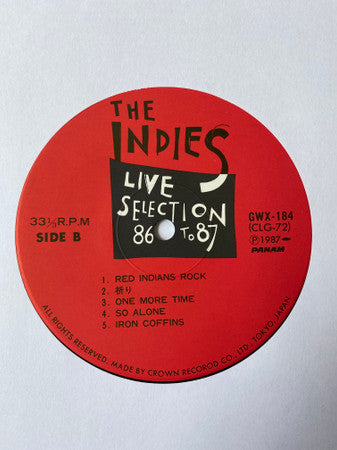 THE
INDIES
LIVE
SELECTION
86 TO 87
33⅓R.P.M
SIDE B
GWX-184
(CLG-72)
Ⓟ1987
PANAM
1. RED INDIANS ROCK
2. 祈り
3. ONE MORE TIME
4. SO ALONE
5. IRON COFFINS
ALL RIGHTS RESERVED. MADE BY CROWN RECOROD CO., LTD. TOKYO, JAPAN